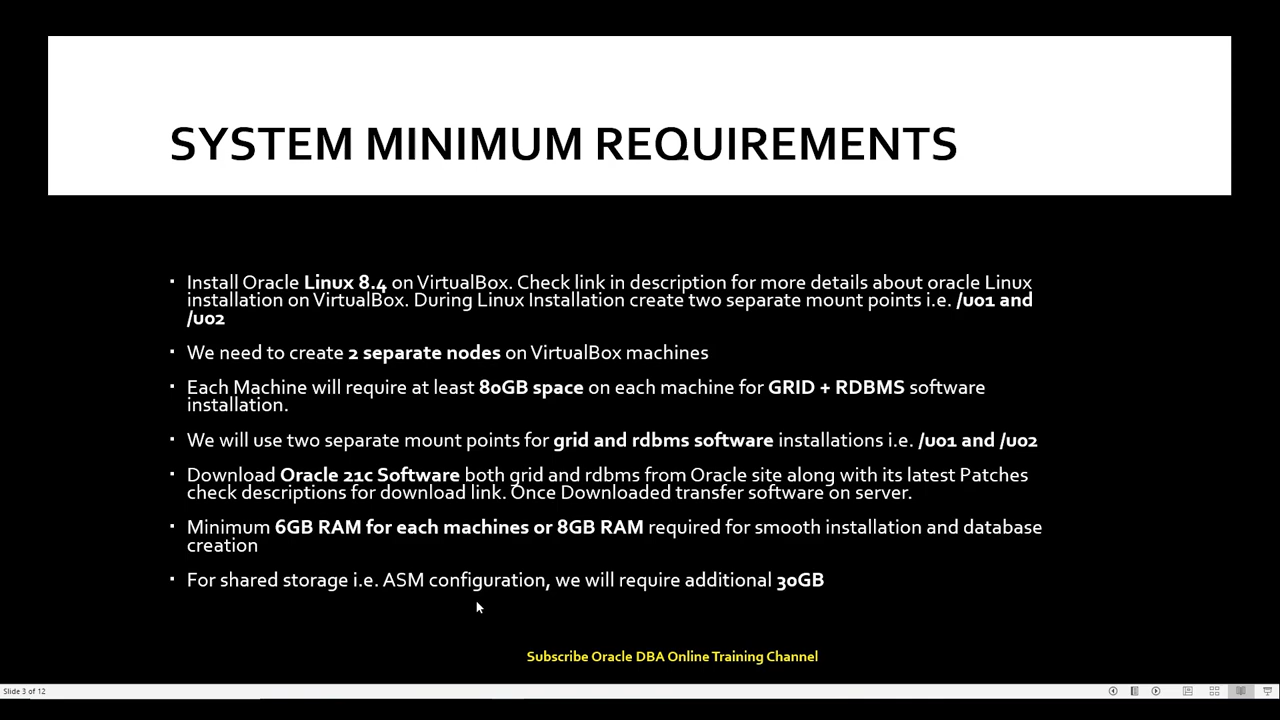 SYSTEM MINIMUM REQUIREMENTS
▪ Install Oracle Linux 8.4 on VirtualBox. Check link in description for more details about oracle Linux
installation on VirtualBox. During Linux Installation create two separate mount points i.e. /u01 and
/u02
▪ We need to create 2 separate nodes on VirtualBox machines
▪ Each Machine will require at least 80GB space on each machine for GRID + RDBMS software
installation.
▪ We will use two separate mount points for grid and rdbms software installations i.e. /u01 and /u02
▪ Download Oracle 21c Software both grid and rdbms from Oracle site along with its latest Patches
check descriptions for download link. Once Downloaded transfer software on server.
▪ Minimum 6GB RAM for each machines or 8GB RAM required for smooth installation and database
creation
▪ For shared storage i.e. ASM configuration, we will require additional 30GB
Subscribe Oracle DBA Online Training Channel
Slide 3 of 12